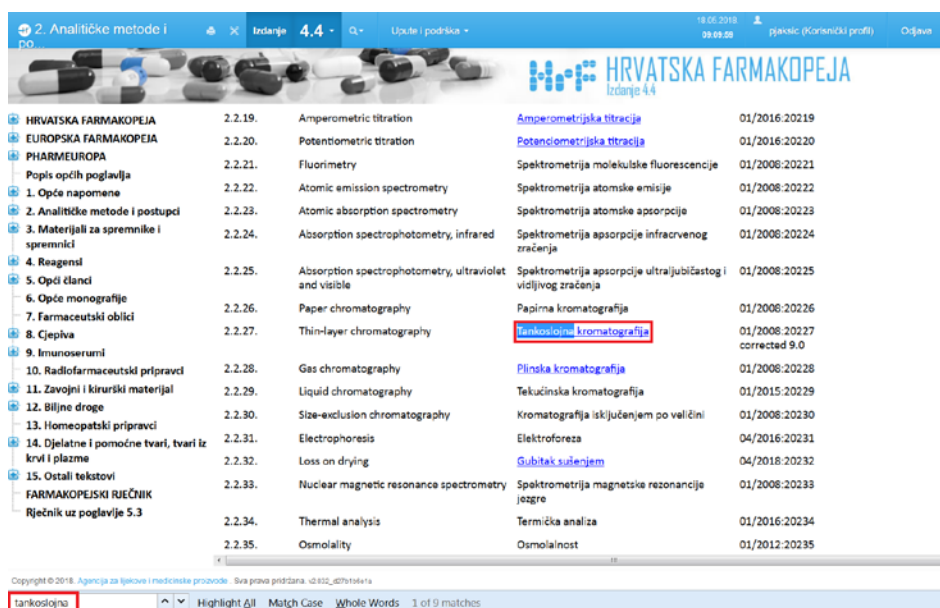 2. Analitičke metode i
po...
Izdanje 4.4
Upute i podrška
18.05.2018
09:09:59
pjaksic (Korisnički profil)
Odjava
HRVATSKA FARMAKOPEJA
Izdanje 4.4
HRVATSKA FARMAKOPEJA
EUROPSKA FARMAKOPEJA
PHARMEUROPA
Popis općih poglavlja
1. Opće napomene
2. Analitičke metode i postupci
3. Materijali za spremnike i
spremnici
4. Reagensi
5. Opći članci
6. Opće monografije
7. Farmaceutski oblici
8. Cjepiva
9. Imunoserumi
10. Radiofarmaceutski pripravci
11. Zavojni i kirurški materijal
12. Biljne droge
13. Homeopatski pripravci
14. Djelatne i pomoćne tvari, tvari iz
krvi i plazme
15. Ostali tekstovi
FARMAKOPEJSKI RJEČNIK
Rječnik uz poglavlje 5.3
2.2.19. Amperometric titration Amperometrijska titracija 01/2016:20219
2.2.20. Potentiometric titration Potenciometrijska titracija 01/2016:20220
2.2.21. Fluorimetry Spektrometrija molekulske fluorescencije 01/2008:20221
2.2.22. Atomic emission spectrometry Spektrometrija atomske emisije 01/2008:20222
2.2.23. Atomic absorption spectrometry Spektrometrija atomske apsorpcije 01/2008:20223
2.2.24. Absorption spectrophotometry, infrared Spektrometrija apsorpcije infracrvenog 01/2008:20224
zračenja
2.2.25. Absorption spectrophotometry, ultraviolet Spektrometrija apsorpcije ultraljubičastog i 01/2008:20225
and visible vidljivog zračenja
2.2.26. Paper chromatography Papirna kromatografija 01/2008:20226
2.2.27. Thin-layer chromatography Tankoslojna kromatografija 01/2008:20227
corrected 9.0
2.2.28. Gas chromatography Plinska kromatografija 01/2008:20228
2.2.29. Liquid chromatography Tekućinska kromatografija 01/2015:20229
2.2.30. Size-exclusion chromatography Kromatografija isključenjem po veličini 01/2008:20230
2.2.31. Electrophoresis Elektroforeza 04/2016:20231
2.2.32. Loss on drying Gubitak sušenjem 04/2018:20232
2.2.33. Nuclear magnetic resonance spectrometry Spektrometrija magnetske rezonancije 01/2008:20233
jezgre
2.2.34. Thermal analysis Termička analiza 01/2016:20234
2.2.35. Osmolality Osmolalnost 01/2012:20235
Copyright © 2018. Agencija za lijekove i medicinske proizvode . Sva prava pridržana.
tankoslojna Highlight All Match Case Whole Words 1 of 9 matches